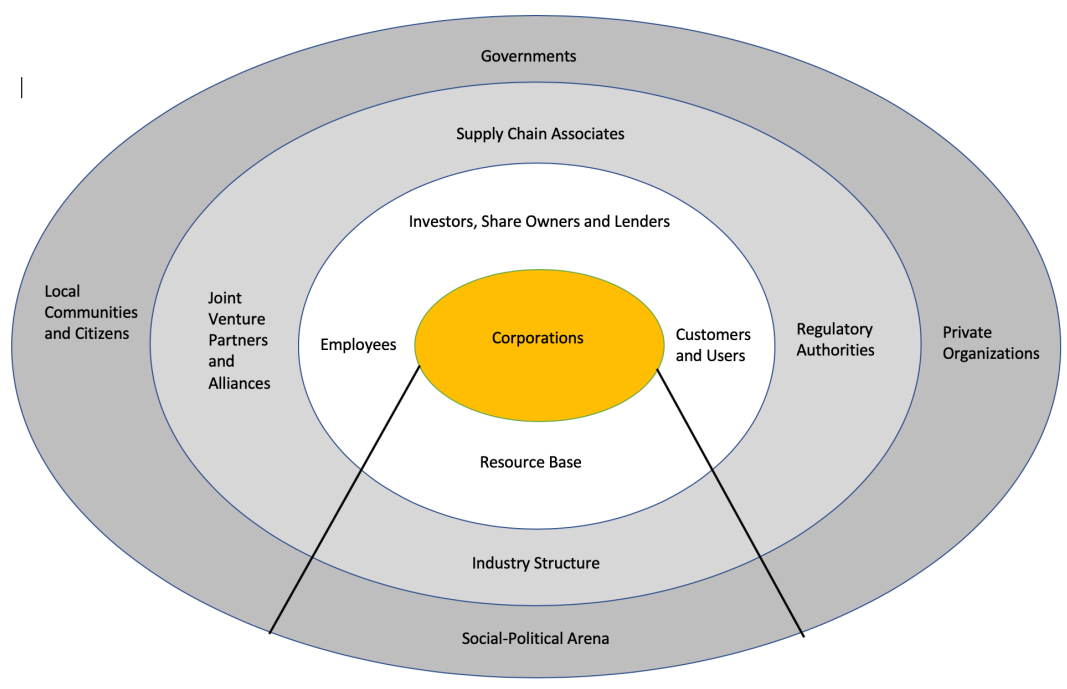 Governments
Supply Chain Associates
Investors, Share Owners and Lenders
Local
Communities
and Citizens
Joint
Venture
Partners
and
Alliances
Employees
Corporations
Customers
and Users
Regulatory
Authorities
Private
Organizations
Resource Base
Industry Structure
Social-Political Arena